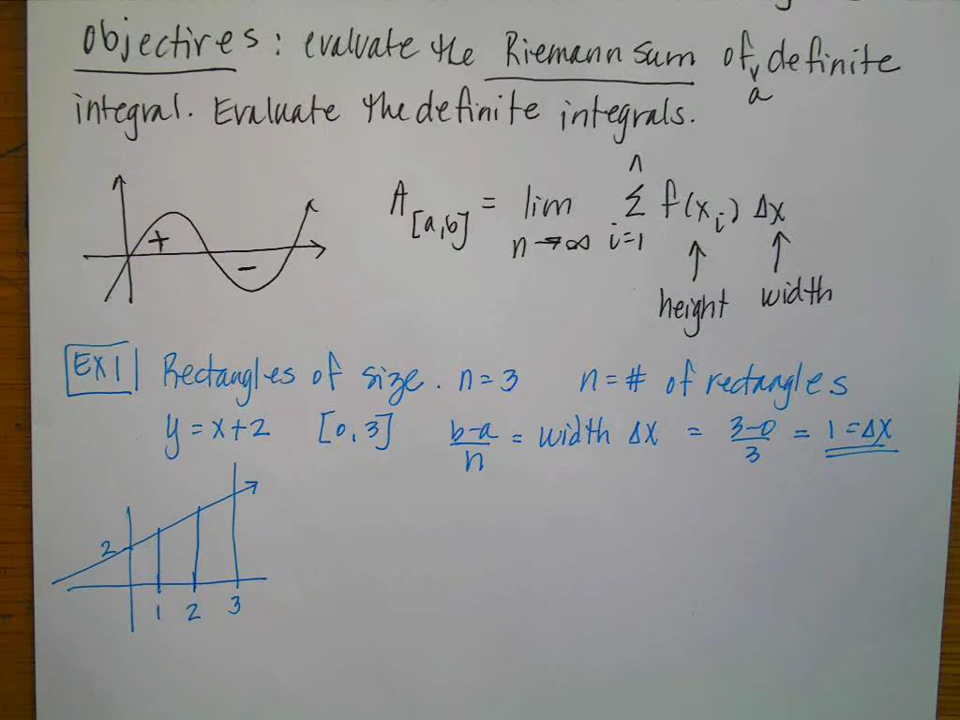 Objectives: evaluate the Riemann sum of a definite
integral. Evaluate the definite integrals.
+
−
A[a,b] = lim n→∞ n Σ i=1 f(xᵢ) Δx
height width
EX1 Rectangles of size. n=3 n=# of rectangles
y=x+2 [0,3] b-a/n = width Δx = 3-0/3 = 1=Δx
2
1 2 3